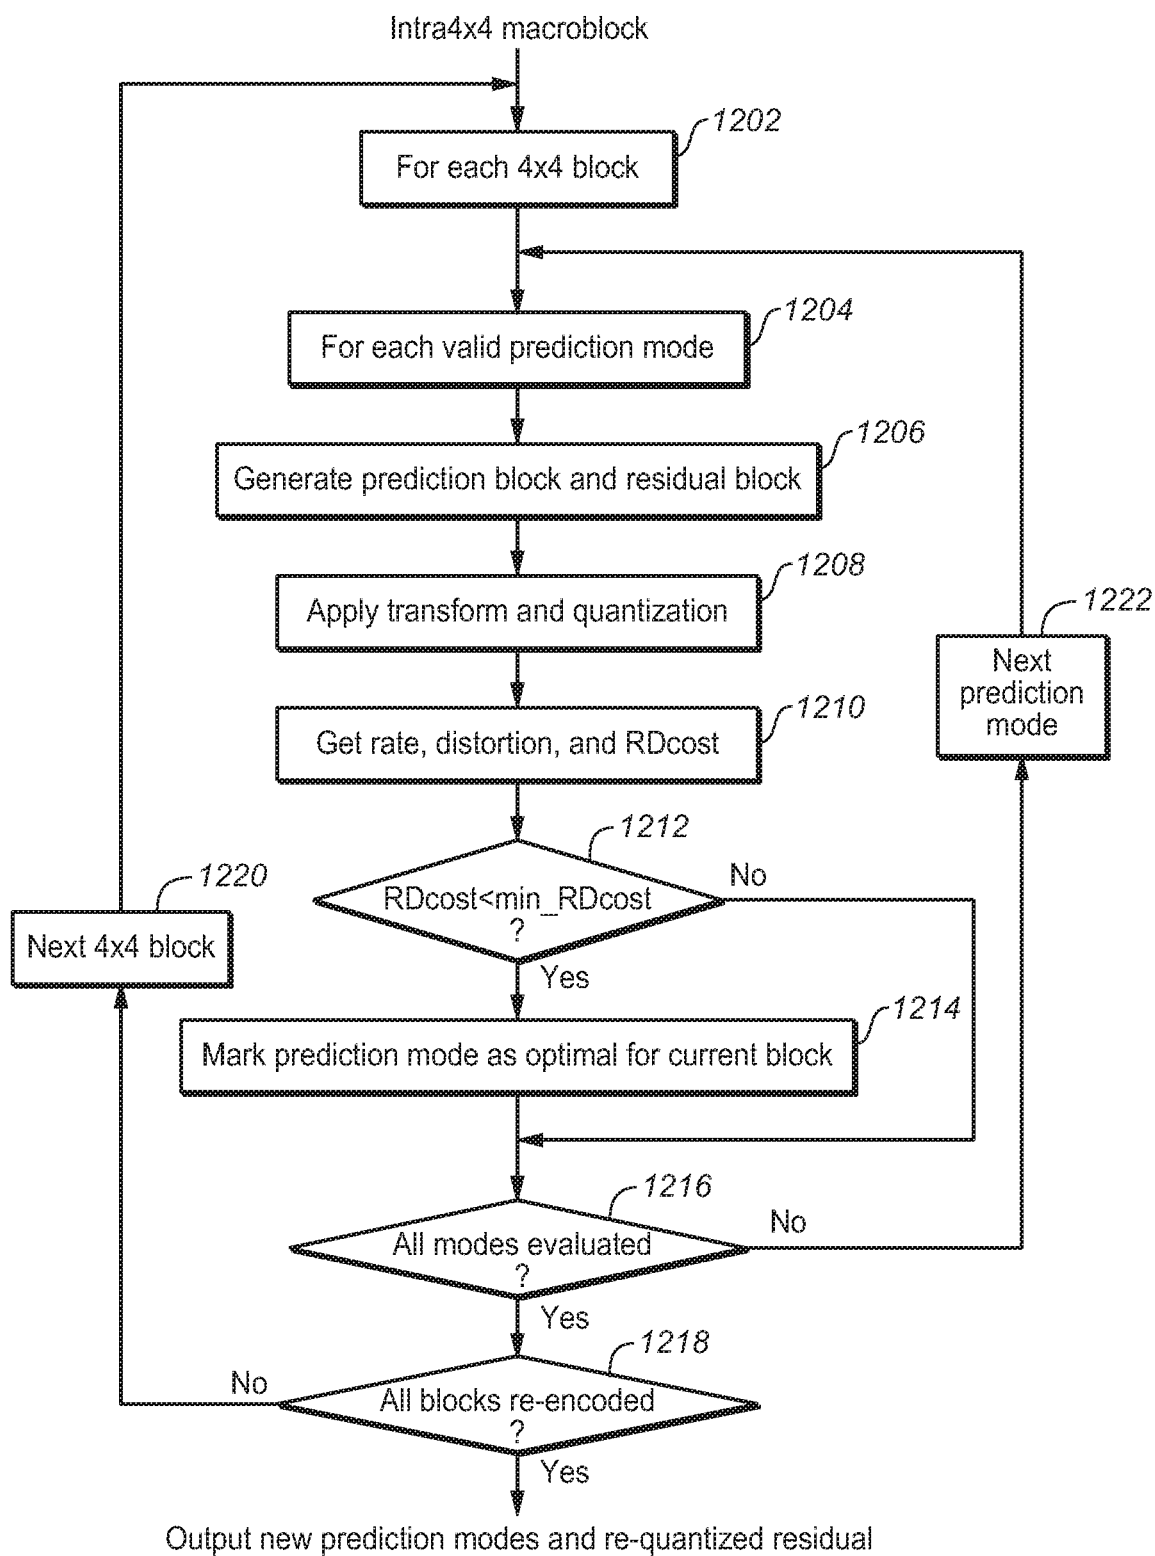 Intra4x4 macroblock
1202
For each 4x4 block
1204
For each valid prediction mode
1206
Generate prediction block and residual block
1208
Apply transform and quantization
1222
Next
prediction
mode
1210
Get rate, distortion, and RDcost
1212
RDcost<min_RDcost
?
No
Yes
1220
Next 4x4 block
1214
Mark prediction mode as optimal for current block
1216
All modes evaluated
?
No
Yes
1218
All blocks re-encoded
?
No
Yes
Output new prediction modes and re-quantized residual